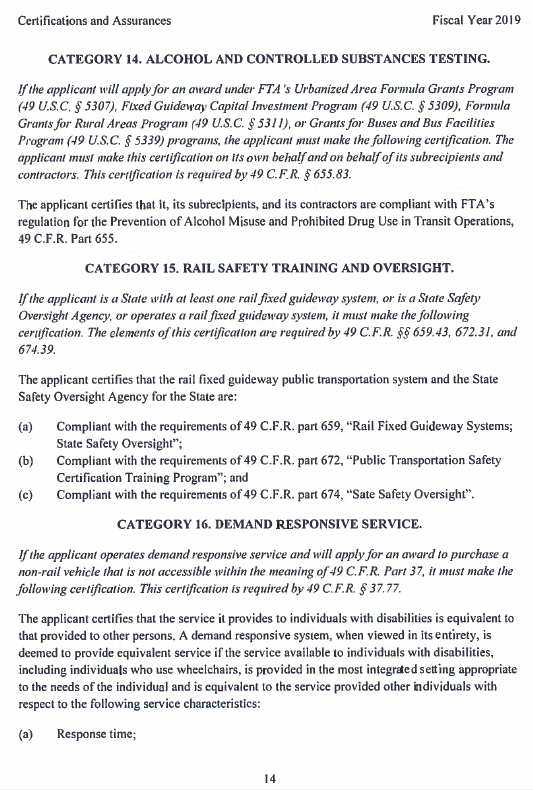 Certifications and Assurances Fiscal Year 2019
CATEGORY 14. ALCOHOL AND CONTROLLED SUBSTANCES TESTING.
If the applicant will apply for an award under FTA's Urbanized Area Formula Grants Program
(49 U.S.C. § 5307), Fixed Guideway Capital Investment Program (49 U.S.C. § 5309), Formula
Grants for Rural Areas Program (49 U.S.C. § 5311), or Grants for Buses and Bus Facilities
Program (49 U.S.C. § 5339) programs, the applicant must make the following certification. The
applicant must make this certification on its own behalf and on behalf of its subrecipients and
contractors. This certification is required by 49 C.F.R. § 655.83.
The applicant certifies that it, its subrecipients, and its contractors are compliant with FTA's
regulation for the Prevention of Alcohol Misuse and Prohibited Drug Use in Transit Operations,
49 C.F.R. Part 655.
CATEGORY 15. RAIL SAFETY TRAINING AND OVERSIGHT.
If the applicant is a State with at least one rail fixed guideway system, or is a State Safety
Oversight Agency, or operates a rail fixed guideway system, it must make the following
certification. The elements of this certification are required by 49 C.F.R. §§ 659.43, 672.31, and
674.39.
The applicant certifies that the rail fixed guideway public transportation system and the State
Safety Oversight Agency for the State are:
(a) Compliant with the requirements of 49 C.F.R. part 659, “Rail Fixed Guideway Systems;
State Safety Oversight”;
(b) Compliant with the requirements of 49 C.F.R. part 672, “Public Transportation Safety
Certification Training Program”; and
(c) Compliant with the requirements of 49 C.F.R. part 674, “Sate Safety Oversight”.
CATEGORY 16. DEMAND RESPONSIVE SERVICE.
If the applicant operates demand responsive service and will apply for an award to purchase a
non-rail vehicle that is not accessible within the meaning of 49 C.F.R. Part 37, it must make the
following certification. This certification is required by 49 C.F.R. § 37.77.
The applicant certifies that the service it provides to individuals with disabilities is equivalent to
that provided to other persons. A demand responsive system, when viewed in its entirety, is
deemed to provide equivalent service if the service available to individuals with disabilities,
including individuals who use wheelchairs, is provided in the most integrated setting appropriate
to the needs of the individual and is equivalent to the service provided other individuals with
respect to the following service characteristics:
(a) Response time;
14